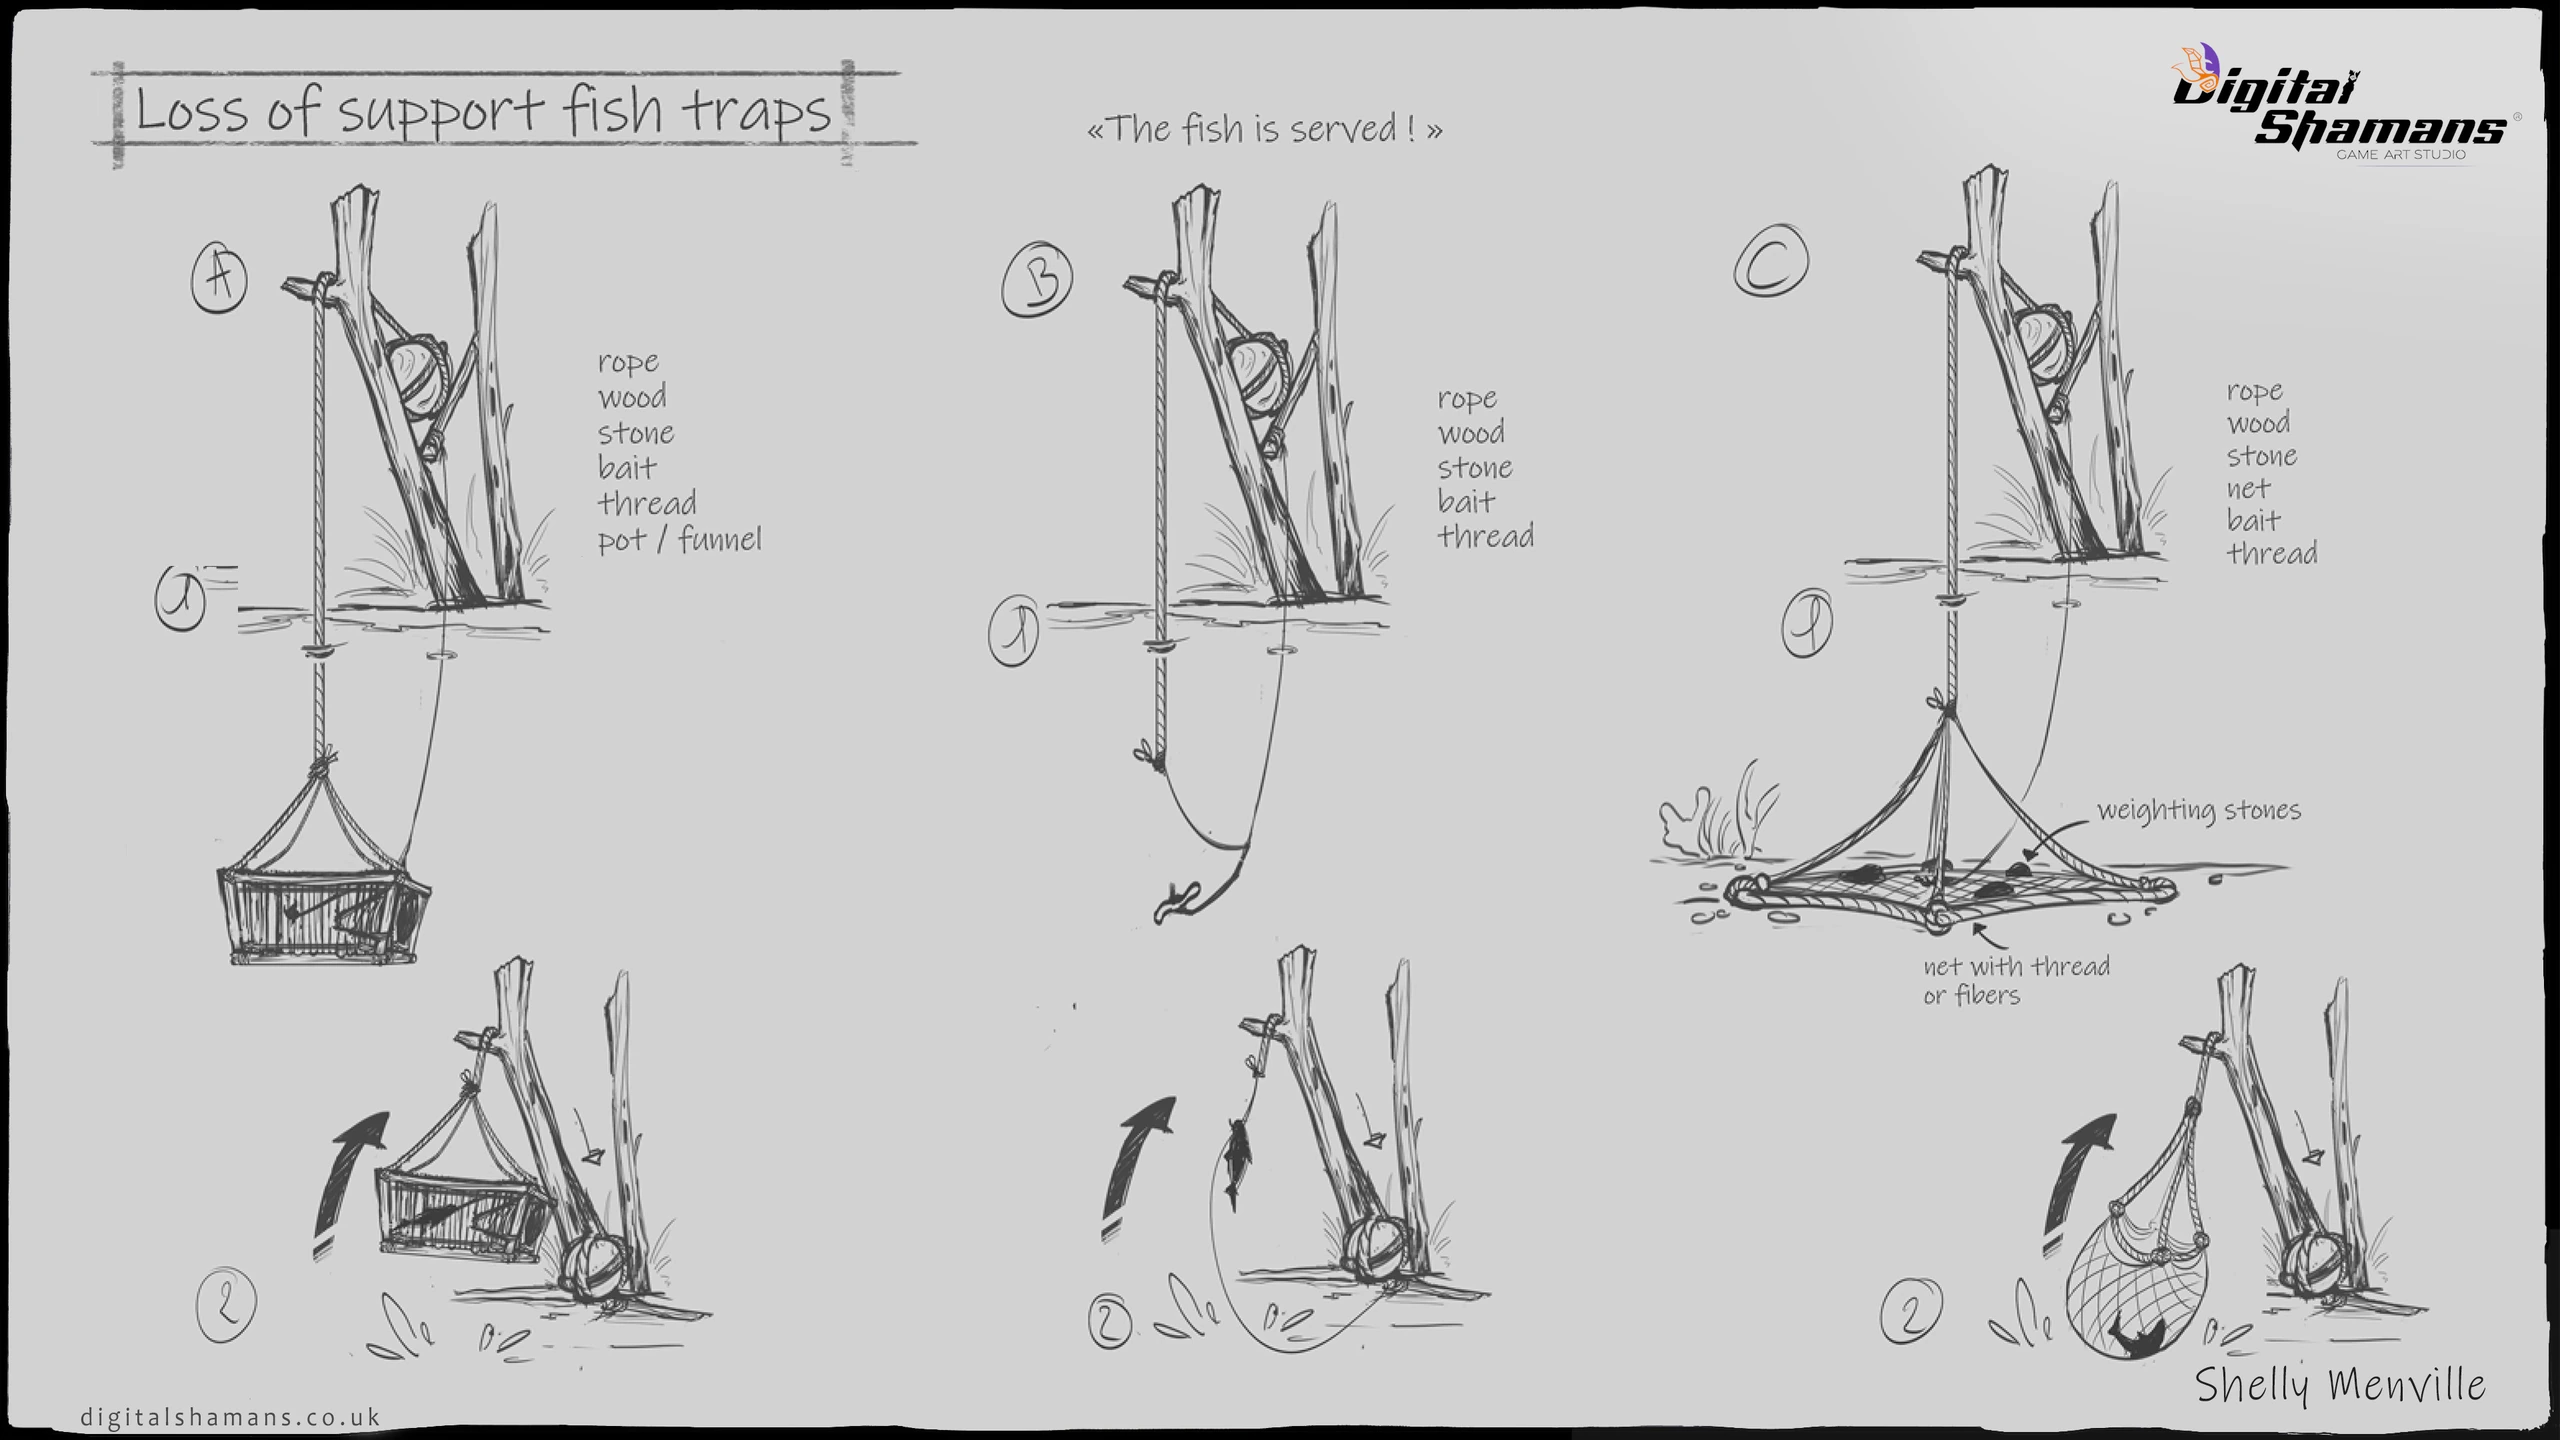 Loss of support fish traps
«The fish is served ! »
Digital
Shamans
®
GAME ART STUDIO
A
rope
wood
stone
bait
thread
pot / funnel
1
2
B
rope
wood
stone
bait
thread
1
2
C
rope
wood
stone
net
bait
thread
1
weighting stones
net with thread
or fibers
2
Shelly Menville
digitalshamans.co.uk